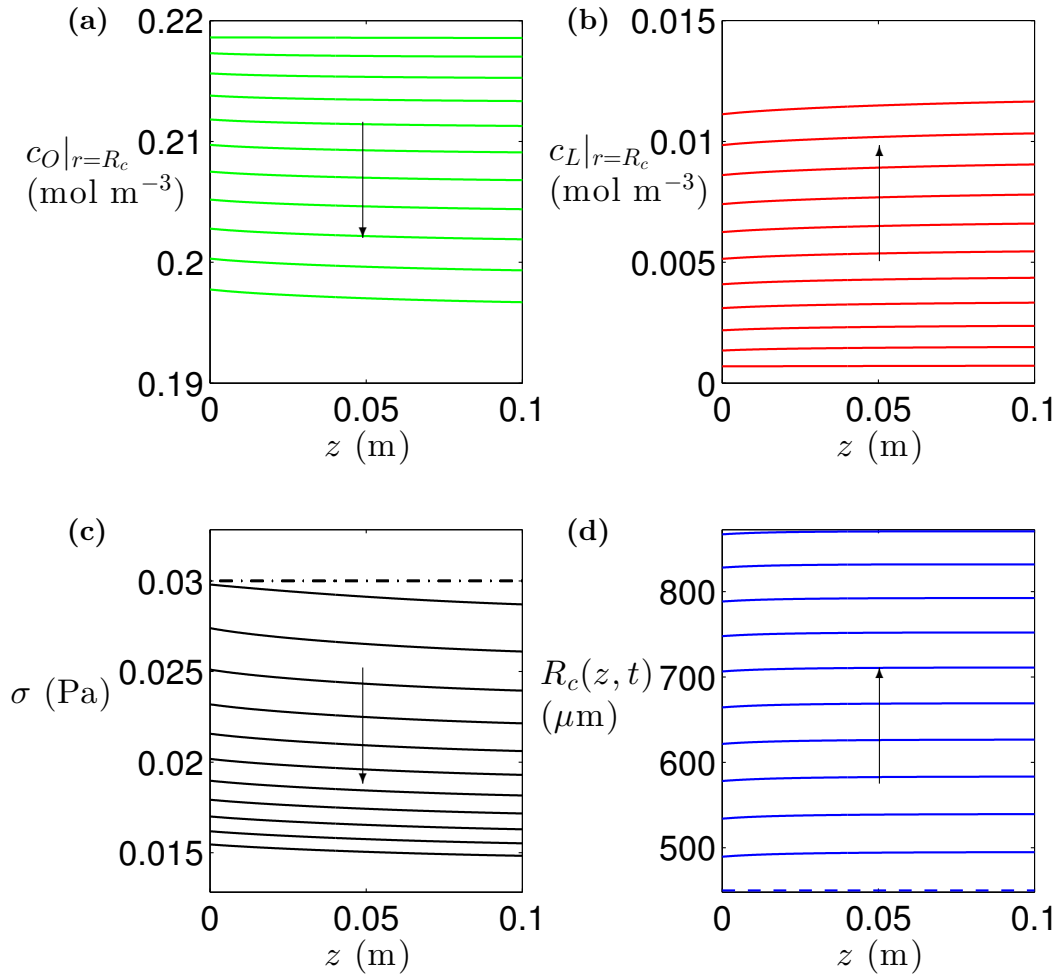 (a)
0.22
0.21
0.2
0.19
c_O|_{r=R_c}
(mol m^{−3})
0
0.05
0.1
z (m)
(b)
0.015
0.01
0.005
0
c_L|_{r=R_c}
(mol m^{−3})
0
0.05
0.1
z (m)
(c)
0.03
0.025
0.02
0.015
σ (Pa)
0
0.05
0.1
z (m)
(d)
800
700
600
500
R_c(z, t)
(μm)
0
0.05
0.1
z (m)